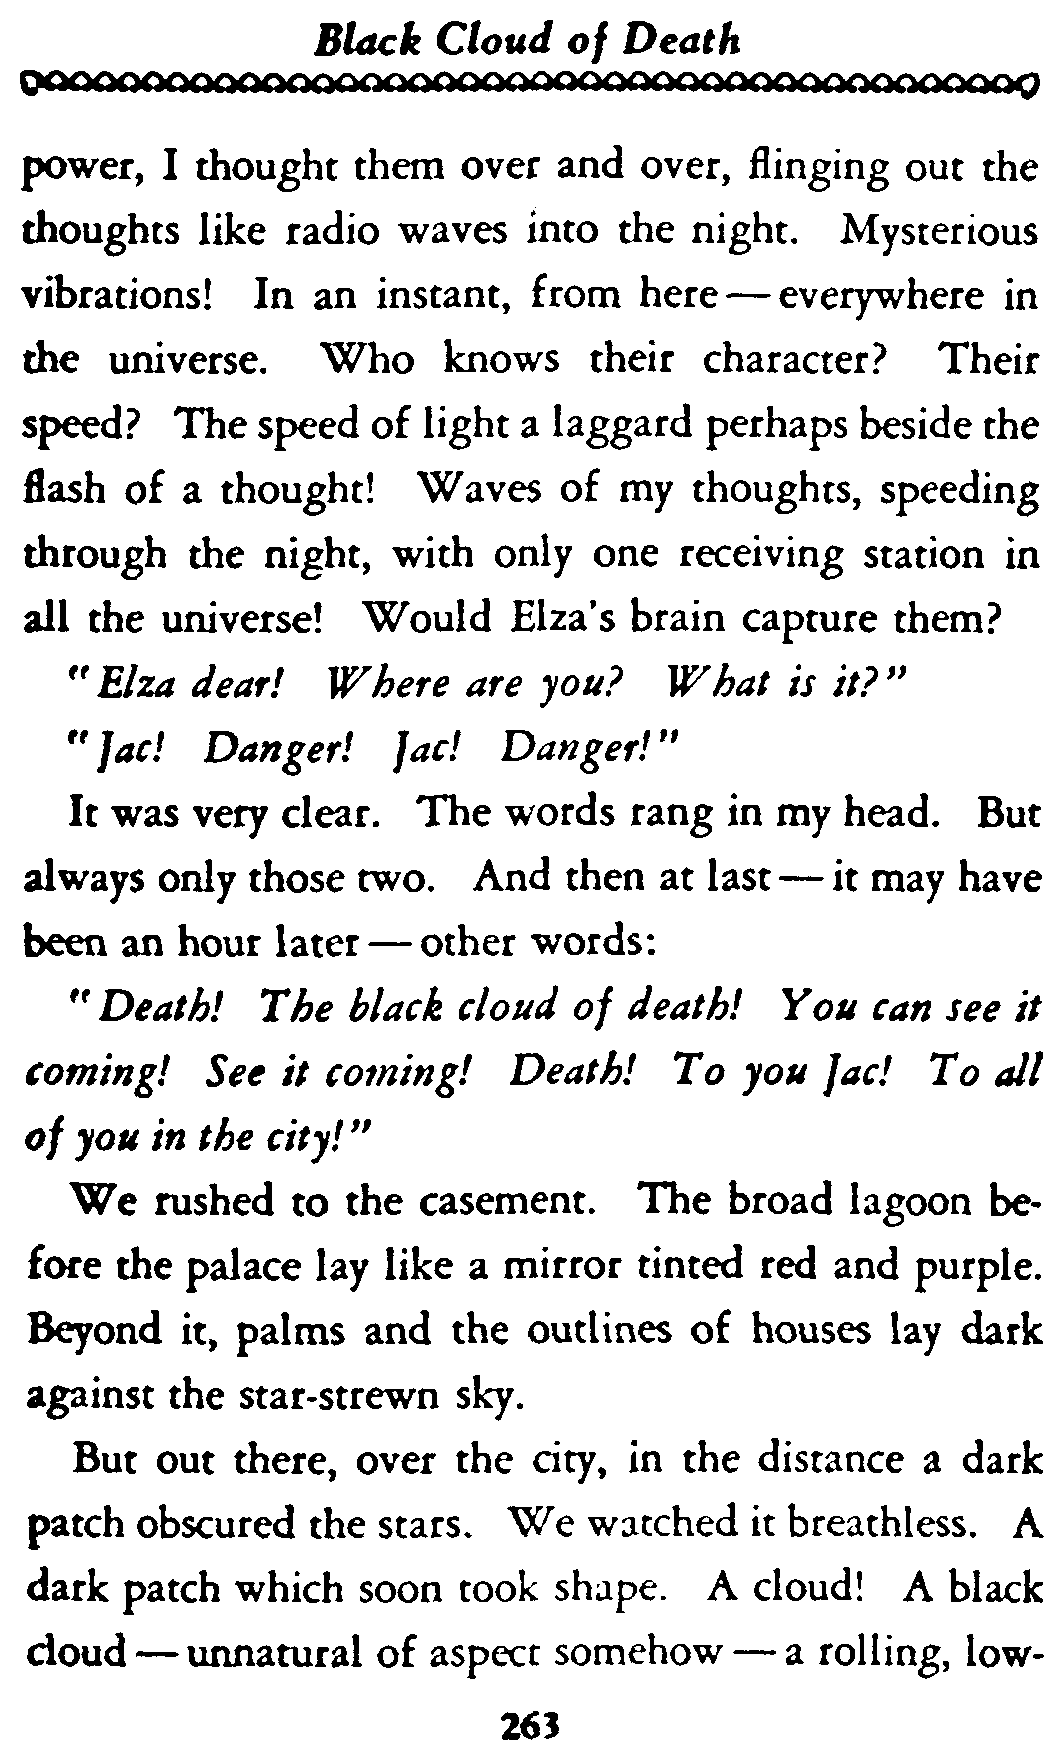 Black Cloud of Death
power, I thought them over and over, flinging out the
thoughts like radio waves into the night. Mysterious
vibrations! In an instant, from here — everywhere in
the universe. Who knows their character? Their
speed? The speed of light a laggard perhaps beside the
flash of a thought! Waves of my thoughts, speeding
through the night, with only one receiving station in
all the universe! Would Elza's brain capture them?
"Elza dear! Where are you? What is it?"
"Jac! Danger! Jac! Danger!"
It was very clear. The words rang in my head. But
always only those two. And then at last — it may have
been an hour later — other words:
"Death! The black cloud of death! You can see it
coming! See it coming! Death! To you Jac! To all
of you in the city!"
We rushed to the casement. The broad lagoon be-
fore the palace lay like a mirror tinted red and purple.
Beyond it, palms and the outlines of houses lay dark
against the star-strewn sky.
But out there, over the city, in the distance a dark
patch obscured the stars. We watched it breathless. A
dark patch which soon took shape. A cloud! A black
cloud — unnatural of aspect somehow — a rolling, low-
263